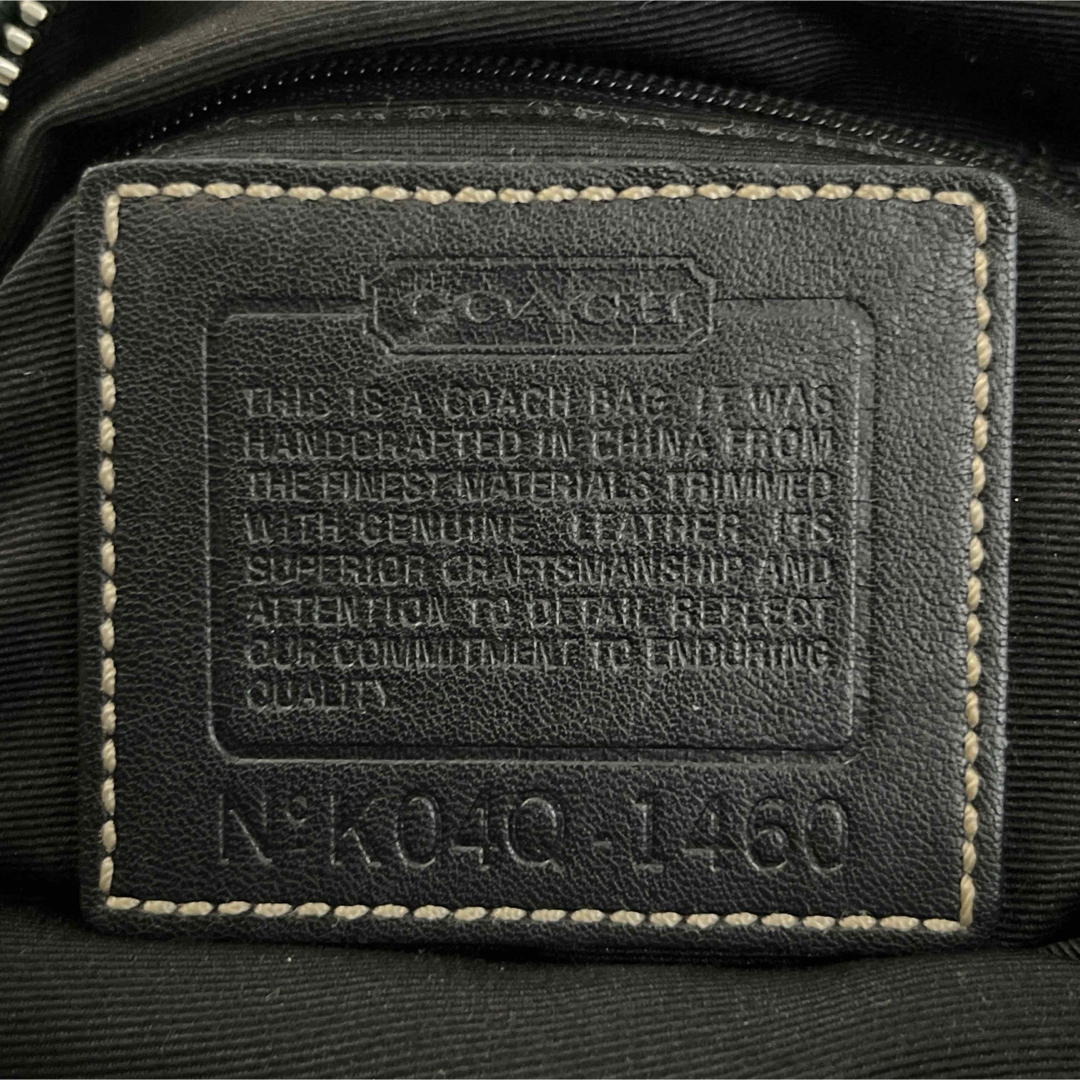 COACH
THIS IS A COACH BAG. IT WAS
HANDCRAFTED IN CHINA FROM
THE FINEST MATERIALS TRIMMED
WITH GENUINE LEATHER. ITS
SUPERIOR CRAFTSMANSHIP AND
ATTENTION TO DETAIL REFLECT
OUR COMMITMENT TO ENDURING
QUALITY.
Nº K04Q-1460